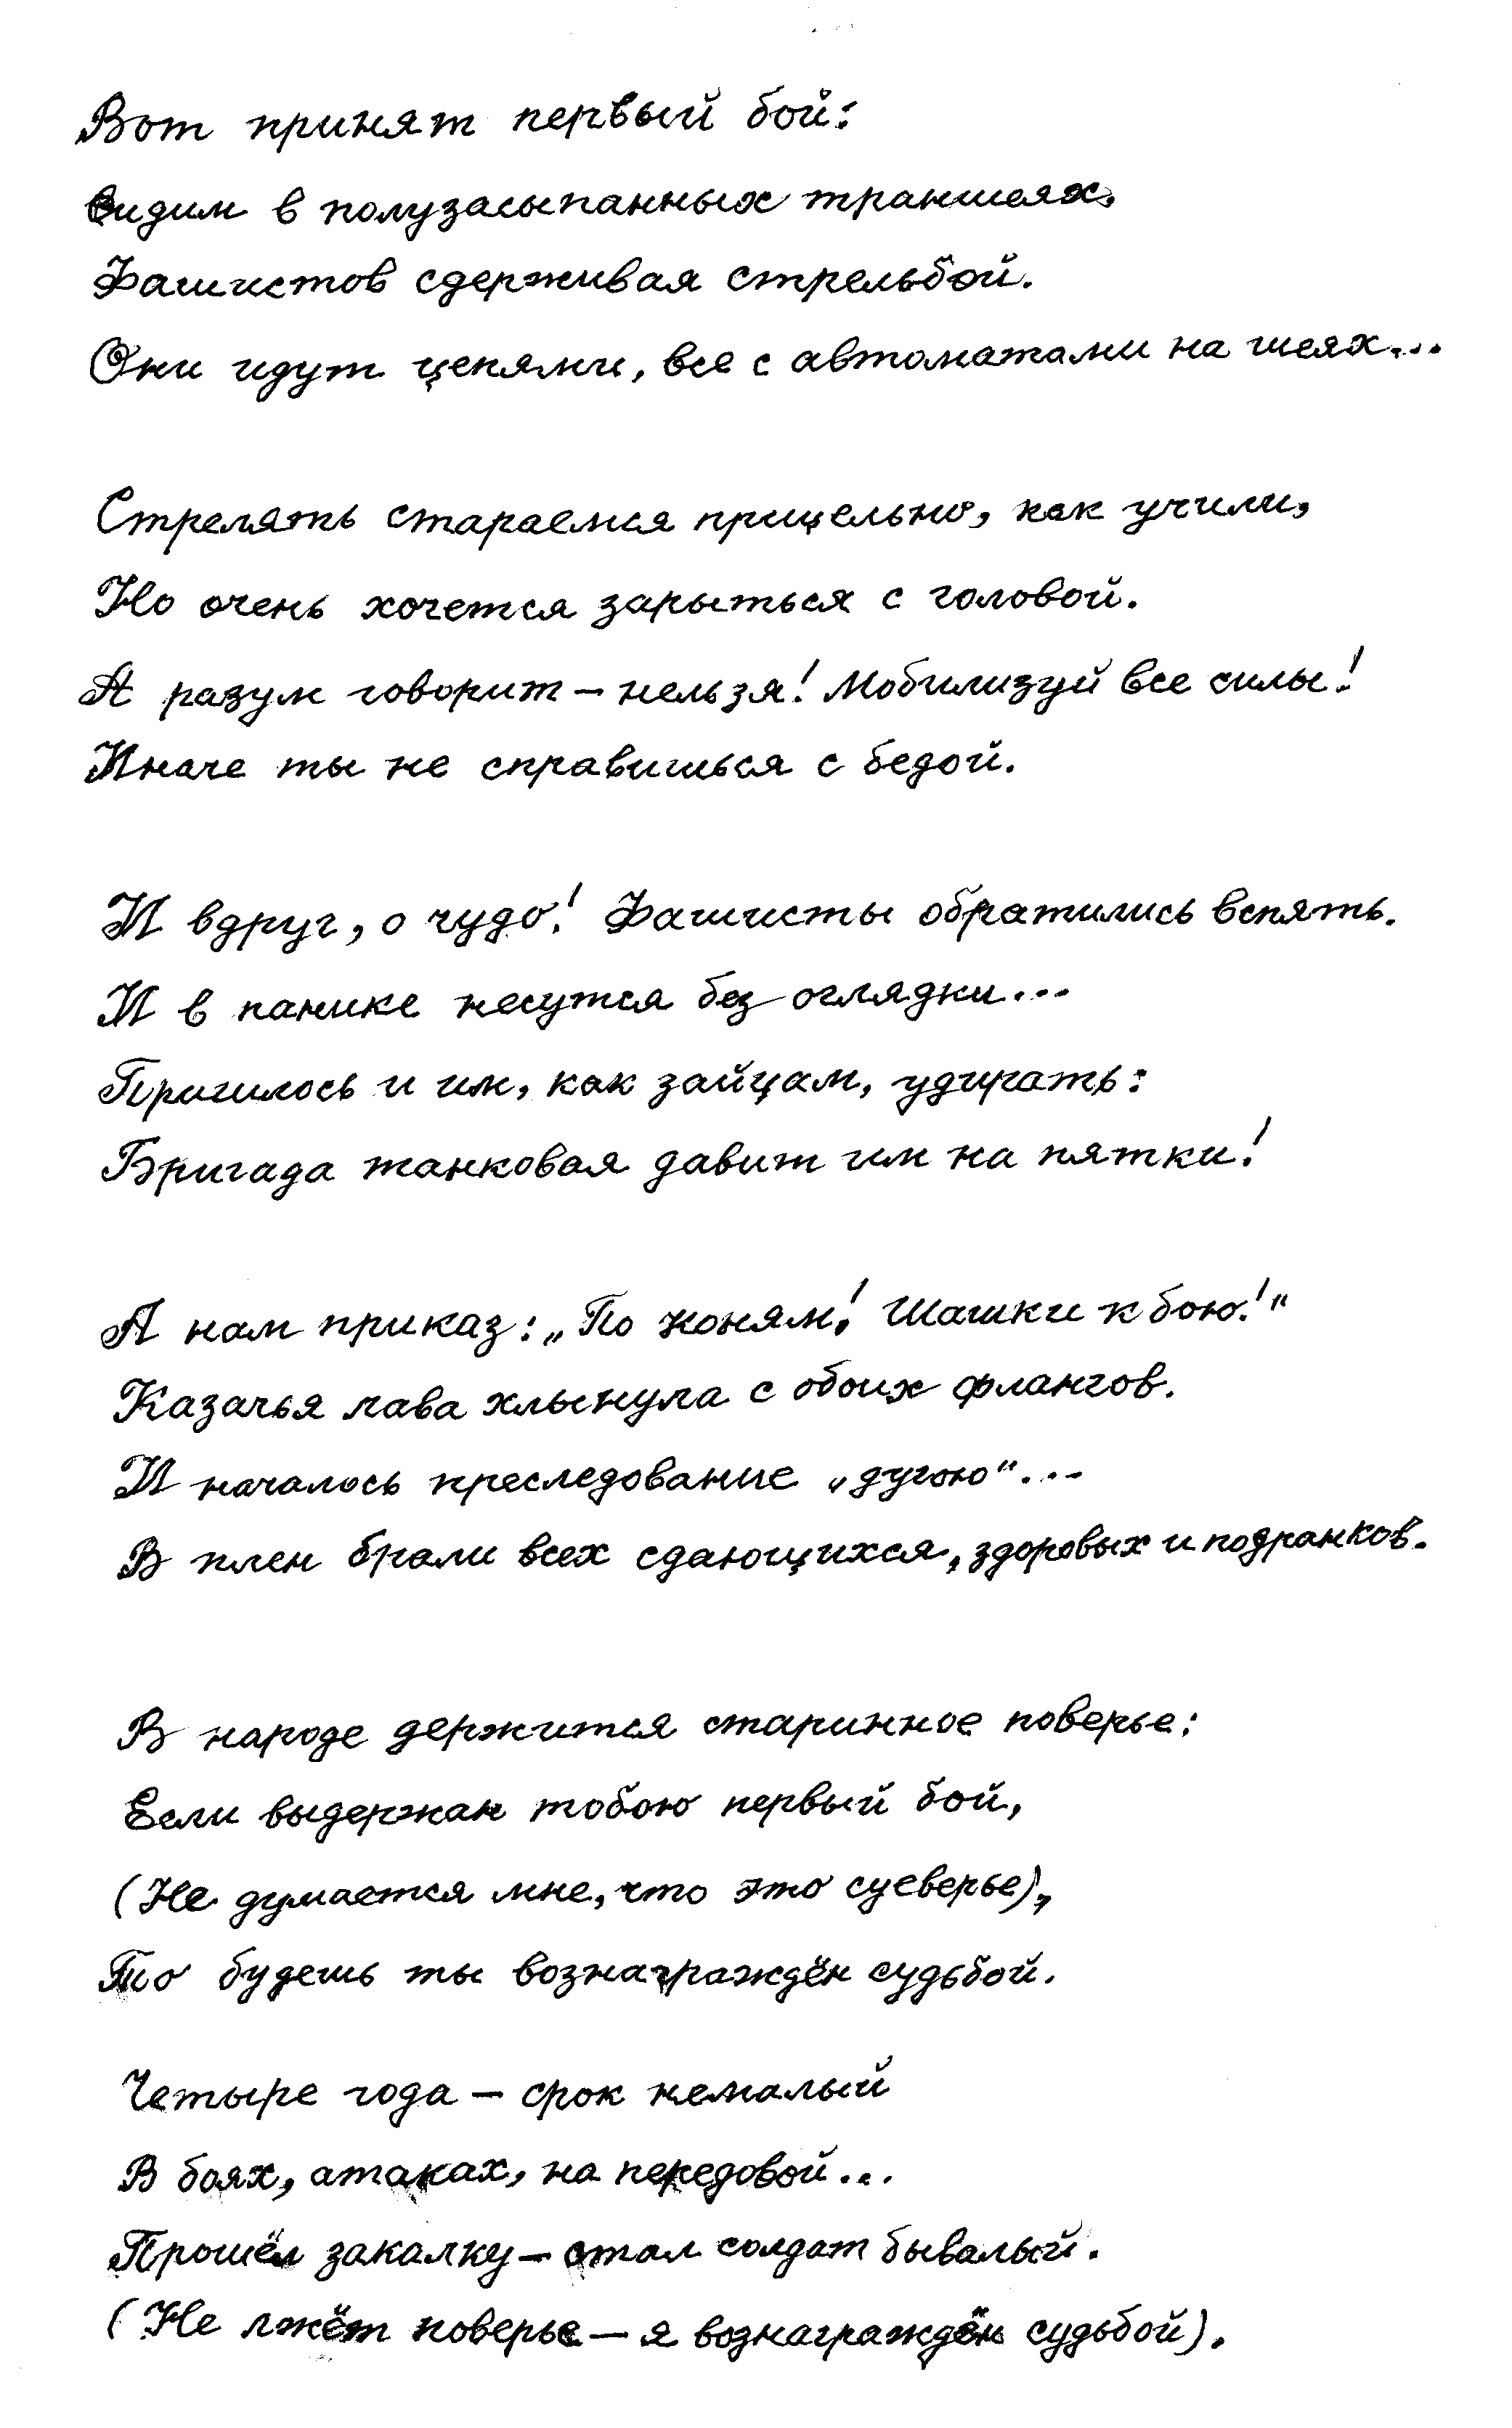 Вот принят первый бой:
Сидим в полузасыпанных траншеях,
Фашистов сдерживая стрельбой.
Они идут цепями, все с автоматами на шеях...
Стрелять стараемся прицельно, как учили,
Но очень хочется зарыться с головой.
А разум говорит – нельзя! Мобилизуй все силы!
Иначе ты не справишься с бедой.
И вдруг, о чудо! Фашисты обратились вспять.
И в панике несутся без оглядки...
Пришлось и им, как зайцам, удирать:
Бригада танковая давит им на пятки!
А нам приказ: „По коням! Шашки к бою!“
Казачья лава хлынула с обоих флангов.
И началось преследование „дугою“...
В плен брали всех сдающихся, здоровых и подранков.
В народе держится старинное поверье:
Если выдержан тобою первый бой,
(Не думается мне, что это суеверье),
То будешь ты вознаграждён судьбой.
Четыре года – срок немалый
В боях, атаках, на передовой...
Прошёл закалку – стал солдат бывалый.
(Не лжёт поверье – я вознаграждён судьбой).